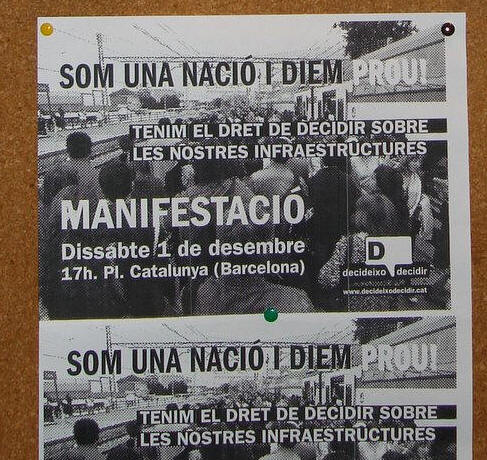 SOM UNA NACIÓ I DIEM PROU!
TENIM EL DRET DE DECIDIR SOBRE
LES NOSTRES INFRAESTRUCTURES
MANIFESTACIÓ
Dissabte 1 de desembre
17h. Pl. Catalunya (Barcelona)
D
decideixo decidir
www.decideixodecidir.cat
SOM UNA NACIÓ I DIEM PROU!
TENIM EL DRET DE DECIDIR SOBRE
LES NOSTRES INFRAESTRUCTURES